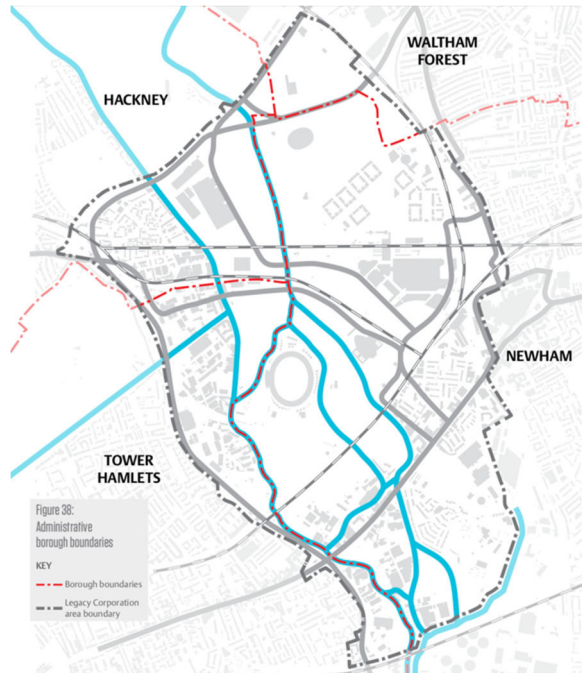 WALTHAM
FOREST
HACKNEY
NEWHAM
TOWER
HAMLETS
Figure 38:
Administrative
borough boundaries
KEY
Borough boundaries
Legacy Corporation
area boundary